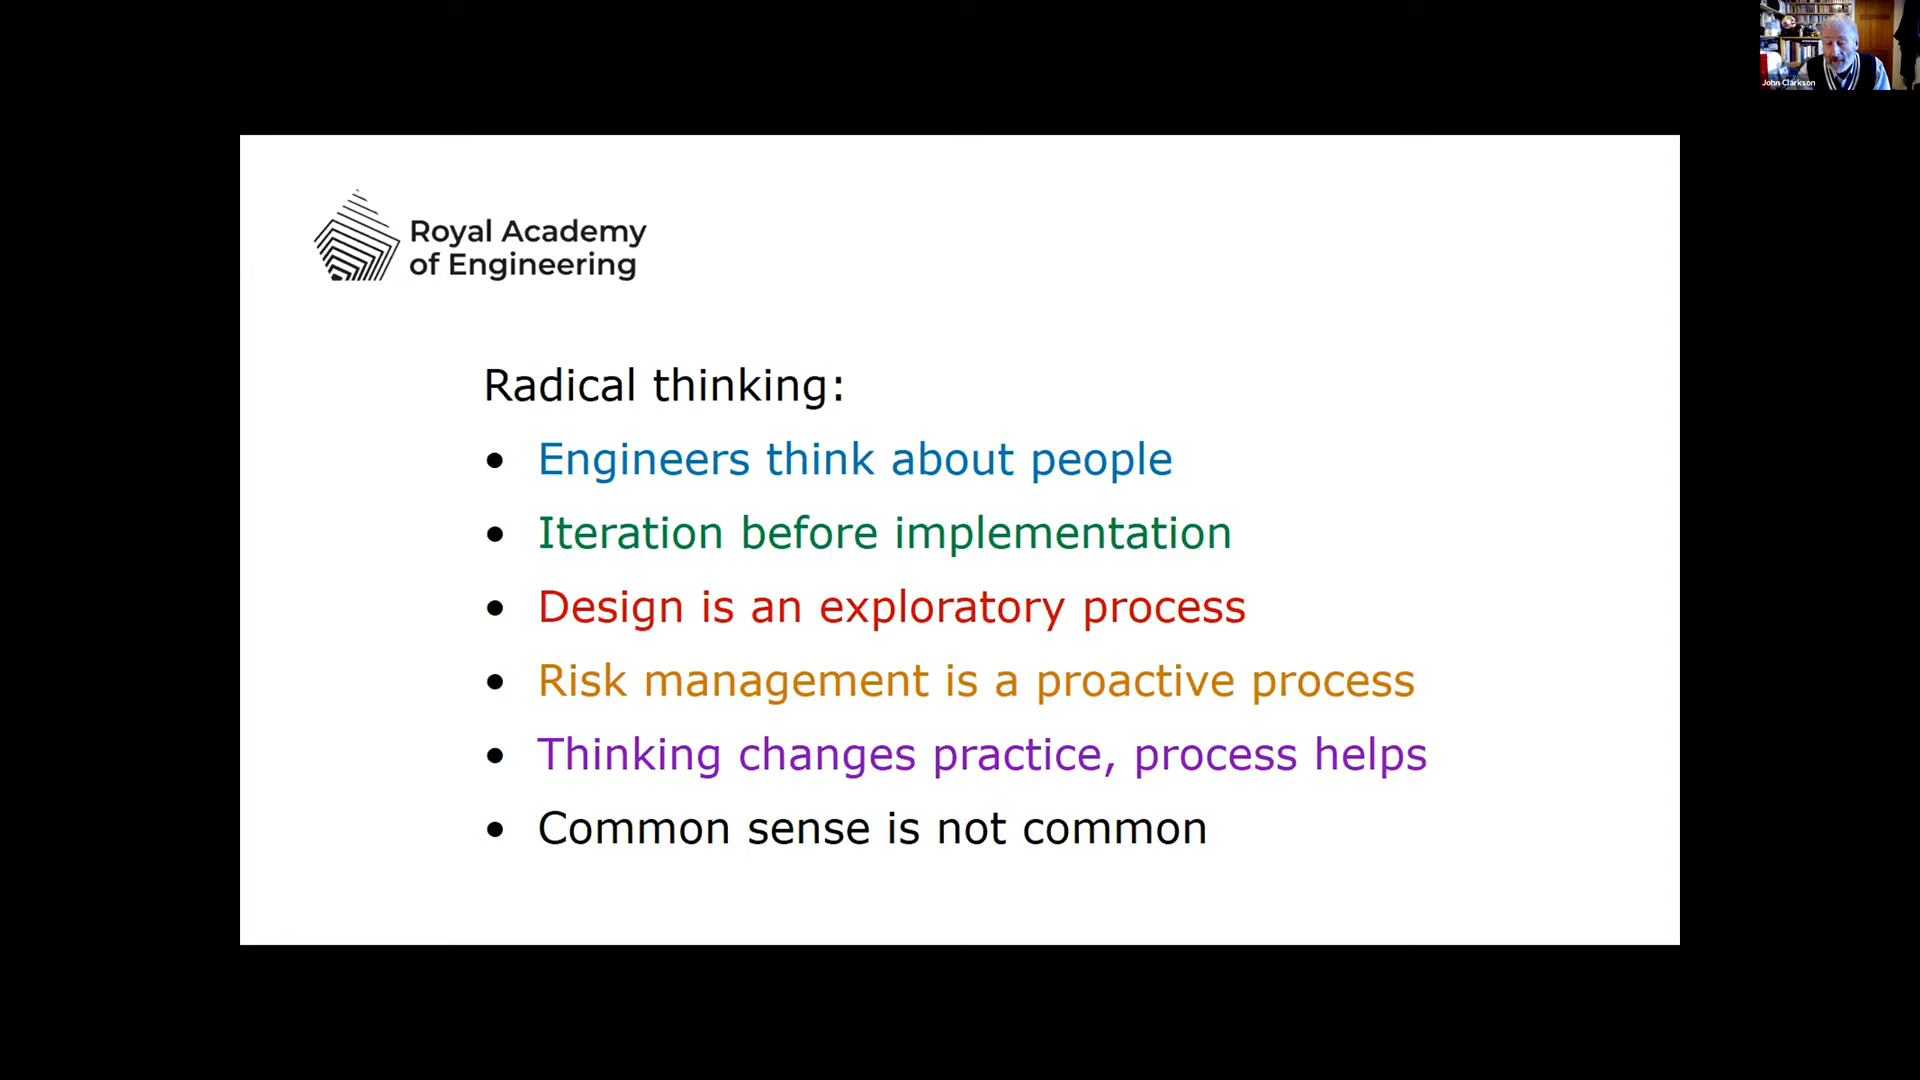 John Clarkson
Royal Academy
of Engineering
Radical thinking:
• Engineers think about people
• Iteration before implementation
• Design is an exploratory process
• Risk management is a proactive process
• Thinking changes practice, process helps
• Common sense is not common